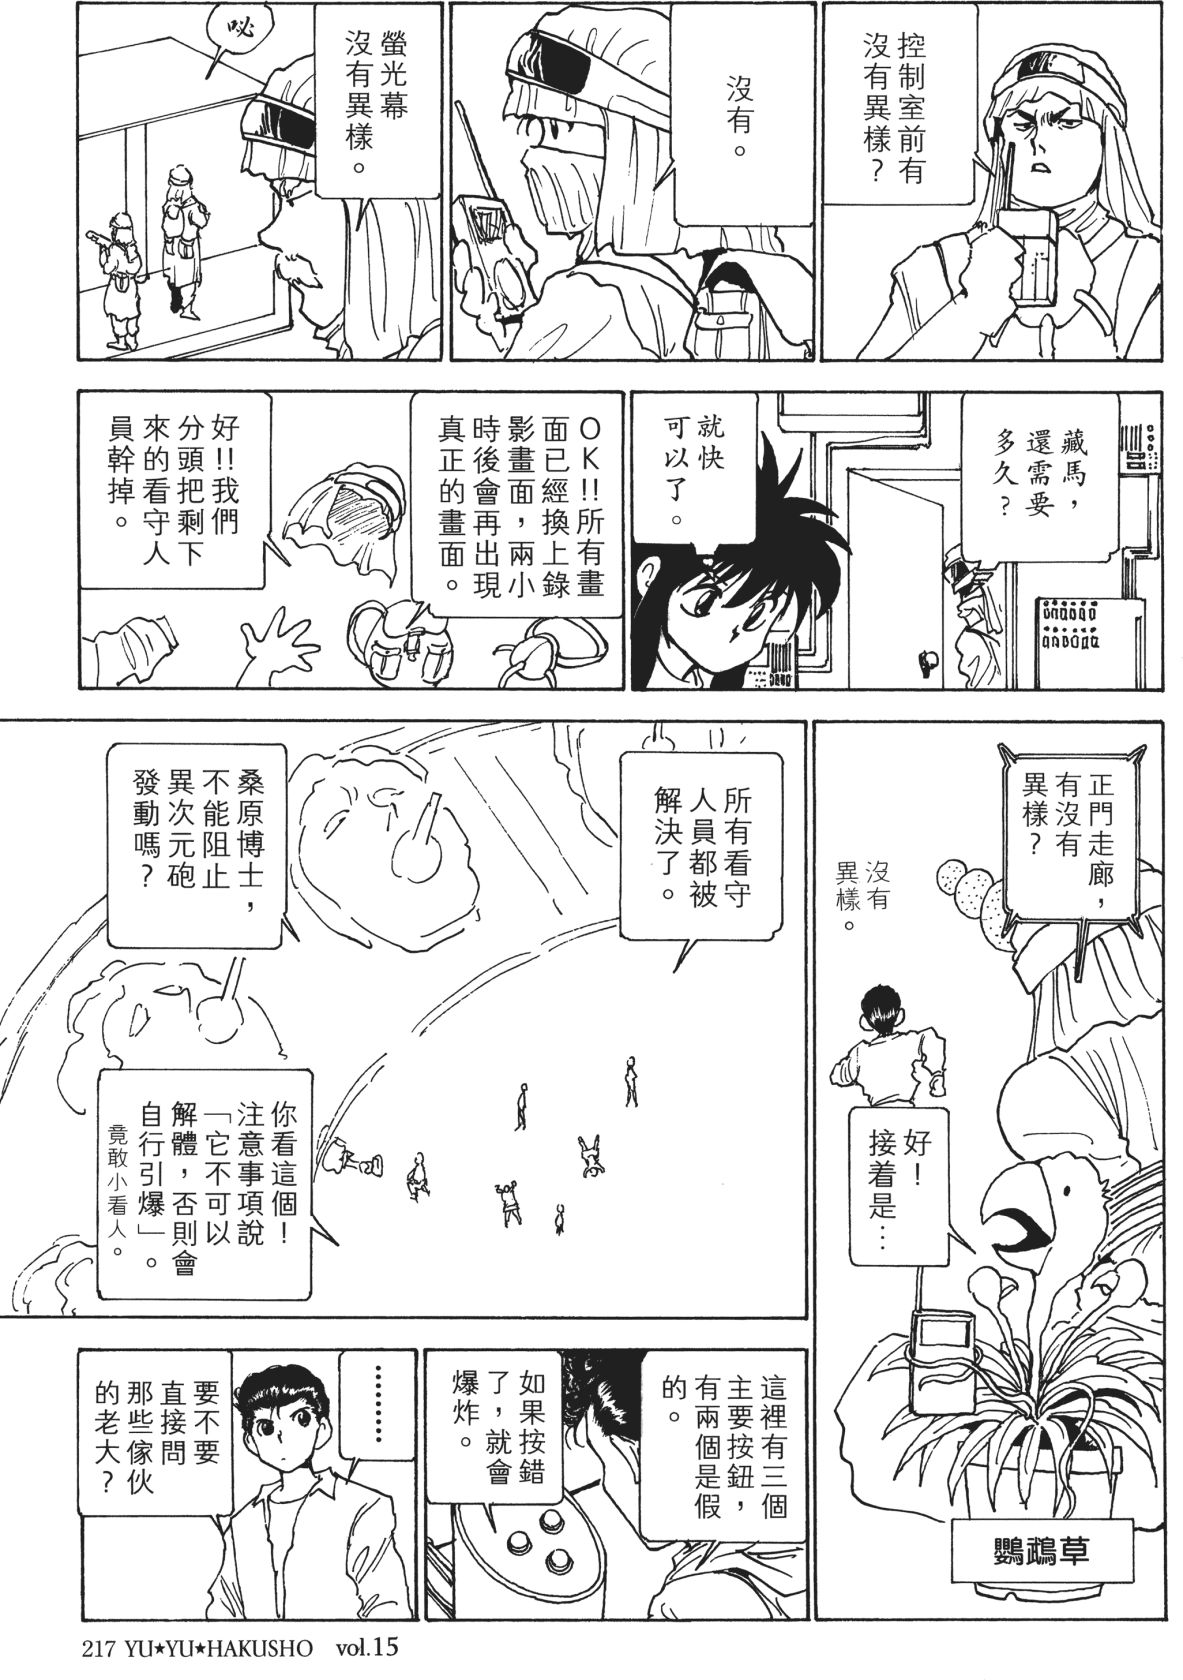 控制室前有
沒有異樣?
沒有。
螢光幕
沒有異樣。
咇
藏馬,
還需要
多久?
就快
可以了。
OK!!所有畫
面已經換上錄
影畫面,兩小
時後會再出現
真正的畫面。
好!!我們
分頭把剩下
來的看守人
員幹掉。
正門走廊,
有沒有
異樣?
沒有
異樣。
好!
接着是…
鸚鵡草
所有看守
人員都被
解決了。
桑原博士,
不能阻止
異次元砲
發動嗎?
你看這個!
注意事項說
「它不可以
解體,否則會
自行引爆」。
竟敢小看人。
這裡有三個
主要按鈕,
有兩個是假
的。
如果按錯
了,就會
爆炸。
………
要不要
直接問
那些傢伙
的老大?
217 YU★YU★HAKUSHO vol.15